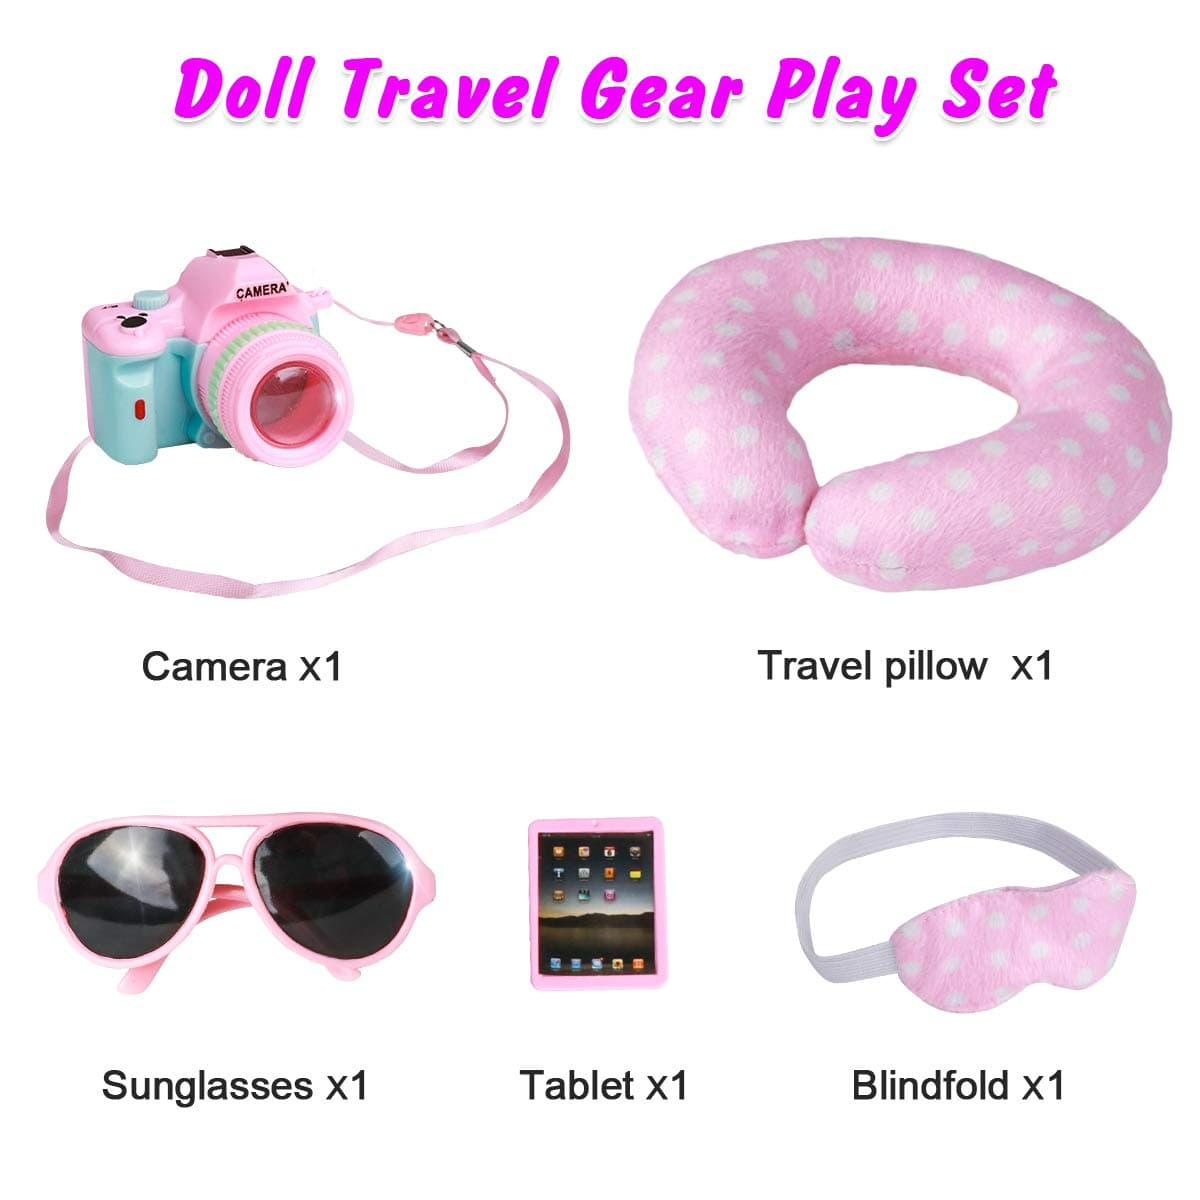 Doll Travel Gear Play Set
CAMERA
Camera x1
Travel pillow x1
Sunglasses x1
Tablet x1
Blindfold x1